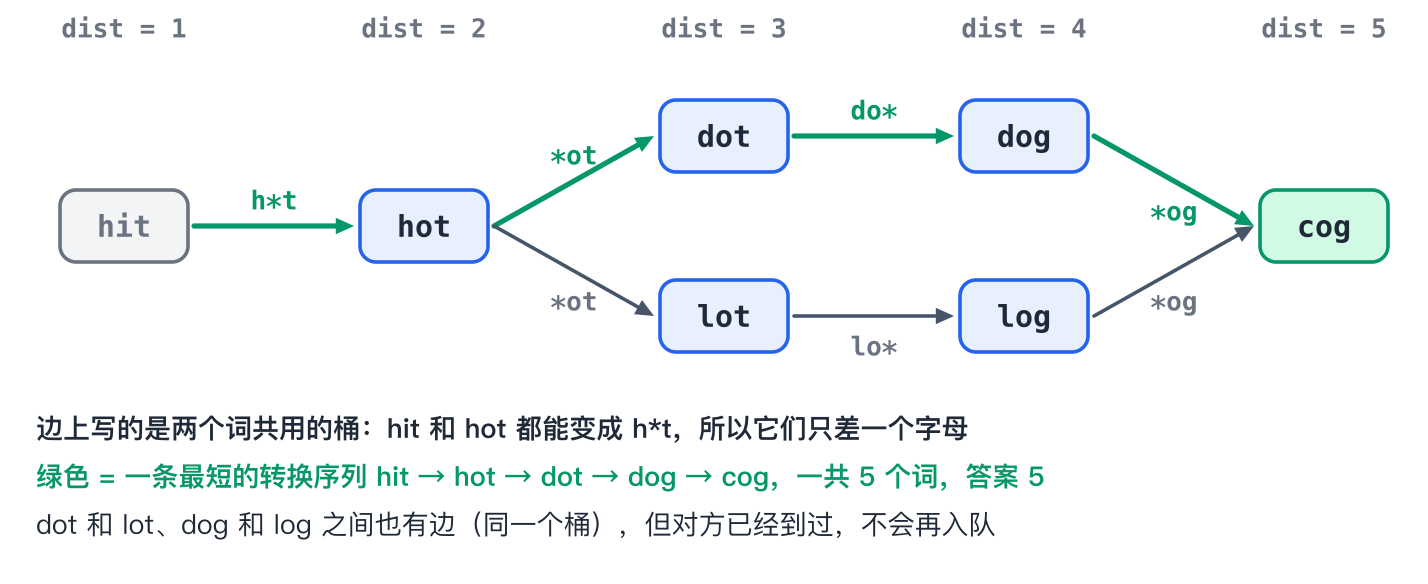 dist = 1 dist = 2 dist = 3 dist = 4 dist = 5
do*
dot dog
*ot
h*t
*og
hit hot cog
*ot *og
lot log
lo*
边上写的是两个词共用的桶：hit 和 hot 都能变成 h*t，所以它们只差一个字母
绿色 = 一条最短的转换序列 hit → hot → dot → dog → cog，一共 5 个词，答案 5
dot 和 lot、dog 和 log 之间也有边（同一个桶），但对方已经到过，不会再入队